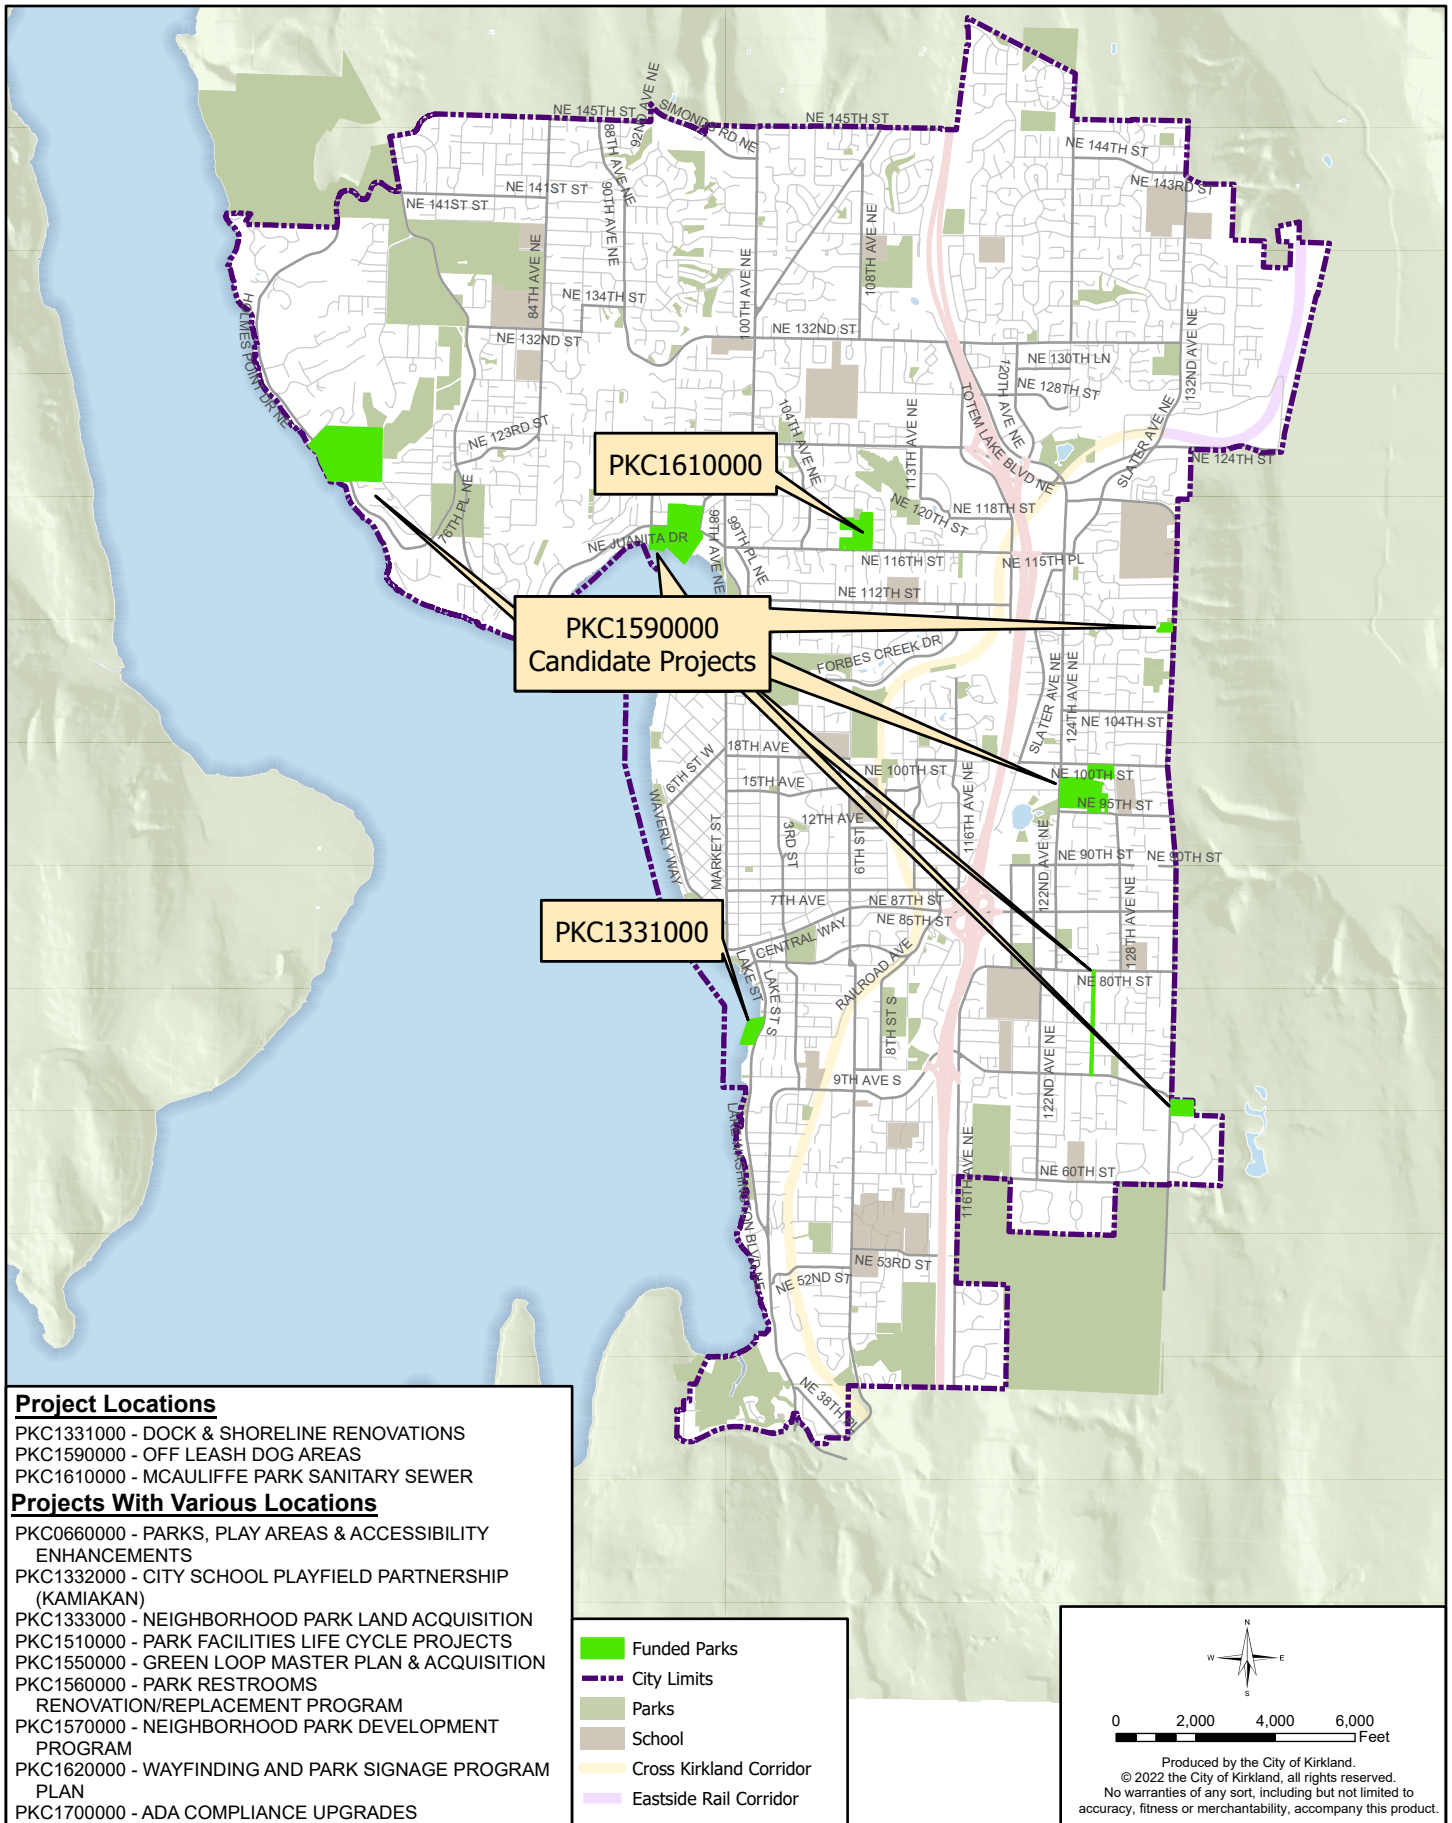 NE 145TH ST
92ND AVE NE
SIMONDS RD NE
NE 145TH ST
88TH AVE NE
NE 144TH ST
NE 143RD ST
NE 141ST ST
NE 141ST ST
90TH AVE NE
84TH AVE NE
100TH AVE NE
108TH AVE NE
NE 134TH ST
NE 132ND ST
NE 132ND ST
132ND AVE NE
HOLMES POINT DR NE
NE 130TH LN
120TH AVE NE
NE 128TH ST
TOTEM LAKE BLVD NE
SLATER AVE NE
NE 123RD ST
104TH AVE NE
113TH AVE NE
NE 124TH ST
PKC1610000
76TH PL NE
NE 120TH ST
NE 118TH ST
98TH AVE NE
99TH PL NE
NE JUANITA DR
NE 116TH ST
NE 115TH PL
NE 112TH ST
PKC1590000
Candidate Projects
FORBES CREEK DR
SLATER AVE NE
124TH AVE NE
NE 104TH ST
6TH ST W
18TH AVE
NE 100TH ST
NE 100TH ST
15TH AVE
WAVERLY WAY
MARKET ST
3RD ST
12TH AVE
6TH ST
116TH AVE NE
NE 95TH ST
122ND AVE NE
NE 90TH ST
NE 90TH ST
7TH AVE
NE 87TH ST
NE 85TH ST
128TH AVE NE
PKC1331000
CENTRAL WAY
LAKE ST
LAKE ST S
RAILROAD AVE
NE 80TH ST
8TH ST S
122ND AVE NE
9TH AVE S
LAKE WASHINGTON BLVD NE
116TH AVE NE
NE 60TH ST
NE 53RD ST
NE 52ND ST
NE 38TH PL
Project Locations
PKC1331000 - DOCK & SHORELINE RENOVATIONS
PKC1590000 - OFF LEASH DOG AREAS
PKC1610000 - MCAULIFFE PARK SANITARY SEWER
Projects With Various Locations
PKC0660000 - PARKS, PLAY AREAS & ACCESSIBILITY
ENHANCEMENTS
PKC1332000 - CITY SCHOOL PLAYFIELD PARTNERSHIP
(KAMIAKAN)
PKC1333000 - NEIGHBORHOOD PARK LAND ACQUISITION
PKC1510000 - PARK FACILITIES LIFE CYCLE PROJECTS
PKC1550000 - GREEN LOOP MASTER PLAN & ACQUISITION
PKC1560000 - PARK RESTROOMS
RENOVATION/REPLACEMENT PROGRAM
PKC1570000 - NEIGHBORHOOD PARK DEVELOPMENT
PROGRAM
PKC1620000 - WAYFINDING AND PARK SIGNAGE PROGRAM
PLAN
PKC1700000 - ADA COMPLIANCE UPGRADES
Funded Parks
City Limits
Parks
School
Cross Kirkland Corridor
Eastside Rail Corridor
N
W E
S
0 2,000 4,000 6,000
Feet
Produced by the City of Kirkland.
© 2022 the City of Kirkland, all rights reserved.
No warranties of any sort, including but not limited to
accuracy, fitness or merchantability, accompany this product.